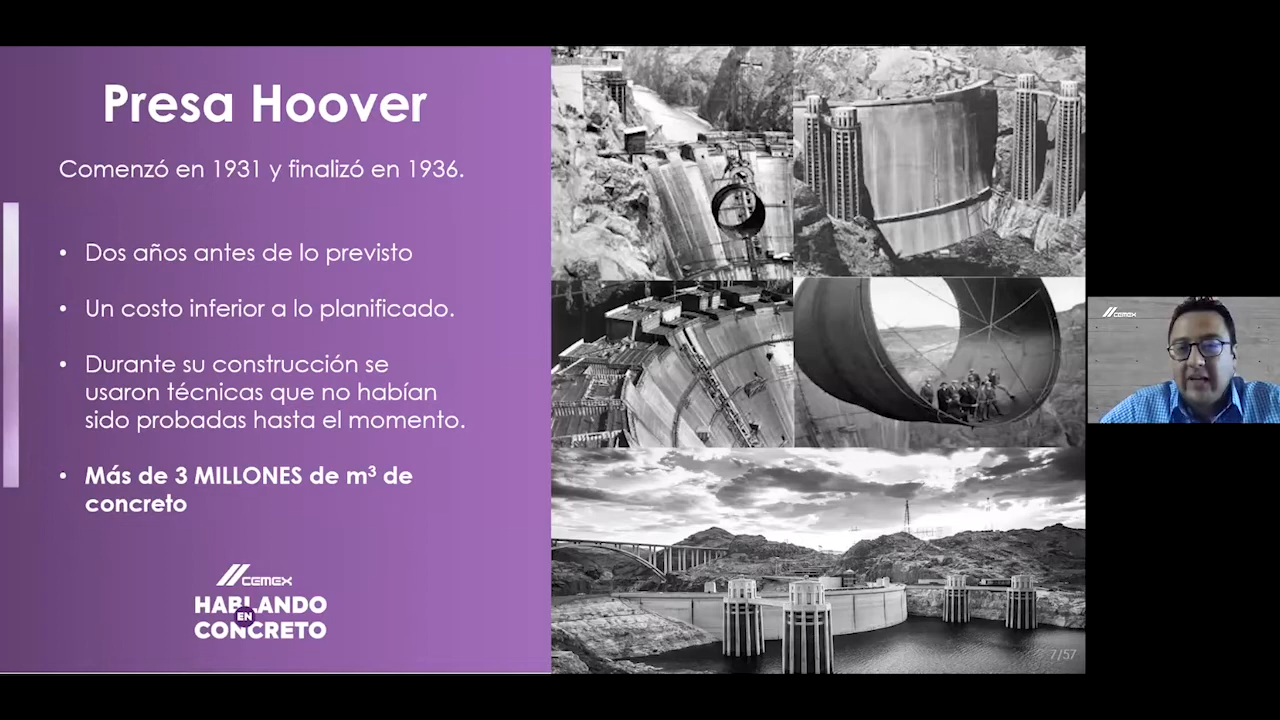 Presa Hoover
Comenzó en 1931 y finalizó en 1936.
• Dos años antes de lo previsto
• Un costo inferior a lo planificado.
• Durante su construcción se
usaron técnicas que no habían
sido probadas hasta el momento.
• Más de 3 MILLONES de m³ de
concreto
CEMEX
HABLANDO
EN
CONCRETO
7/57
CEMEX